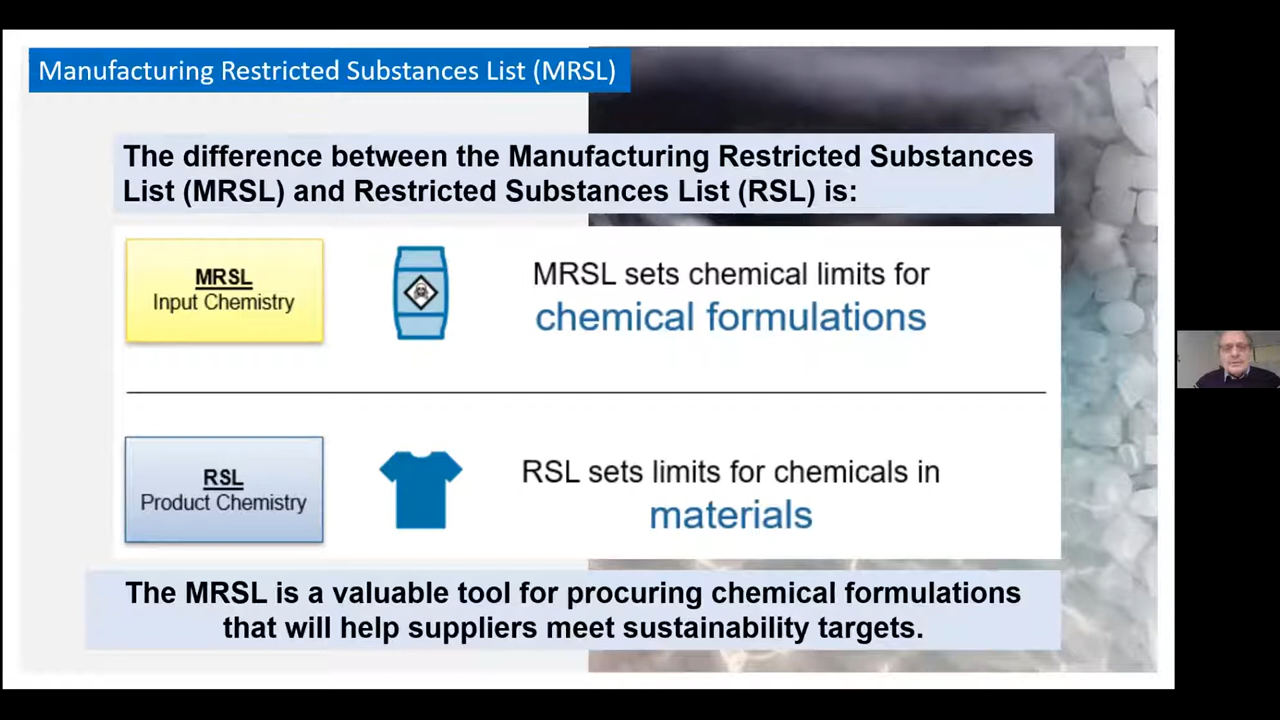 Manufacturing Restricted Substances List (MRSL)
The difference between the Manufacturing Restricted Substances
List (MRSL) and Restricted Substances List (RSL) is:
MRSL
Input Chemistry
MRSL sets chemical limits for
chemical formulations
RSL
Product Chemistry
RSL sets limits for chemicals in
materials
The MRSL is a valuable tool for procuring chemical formulations
that will help suppliers meet sustainability targets.